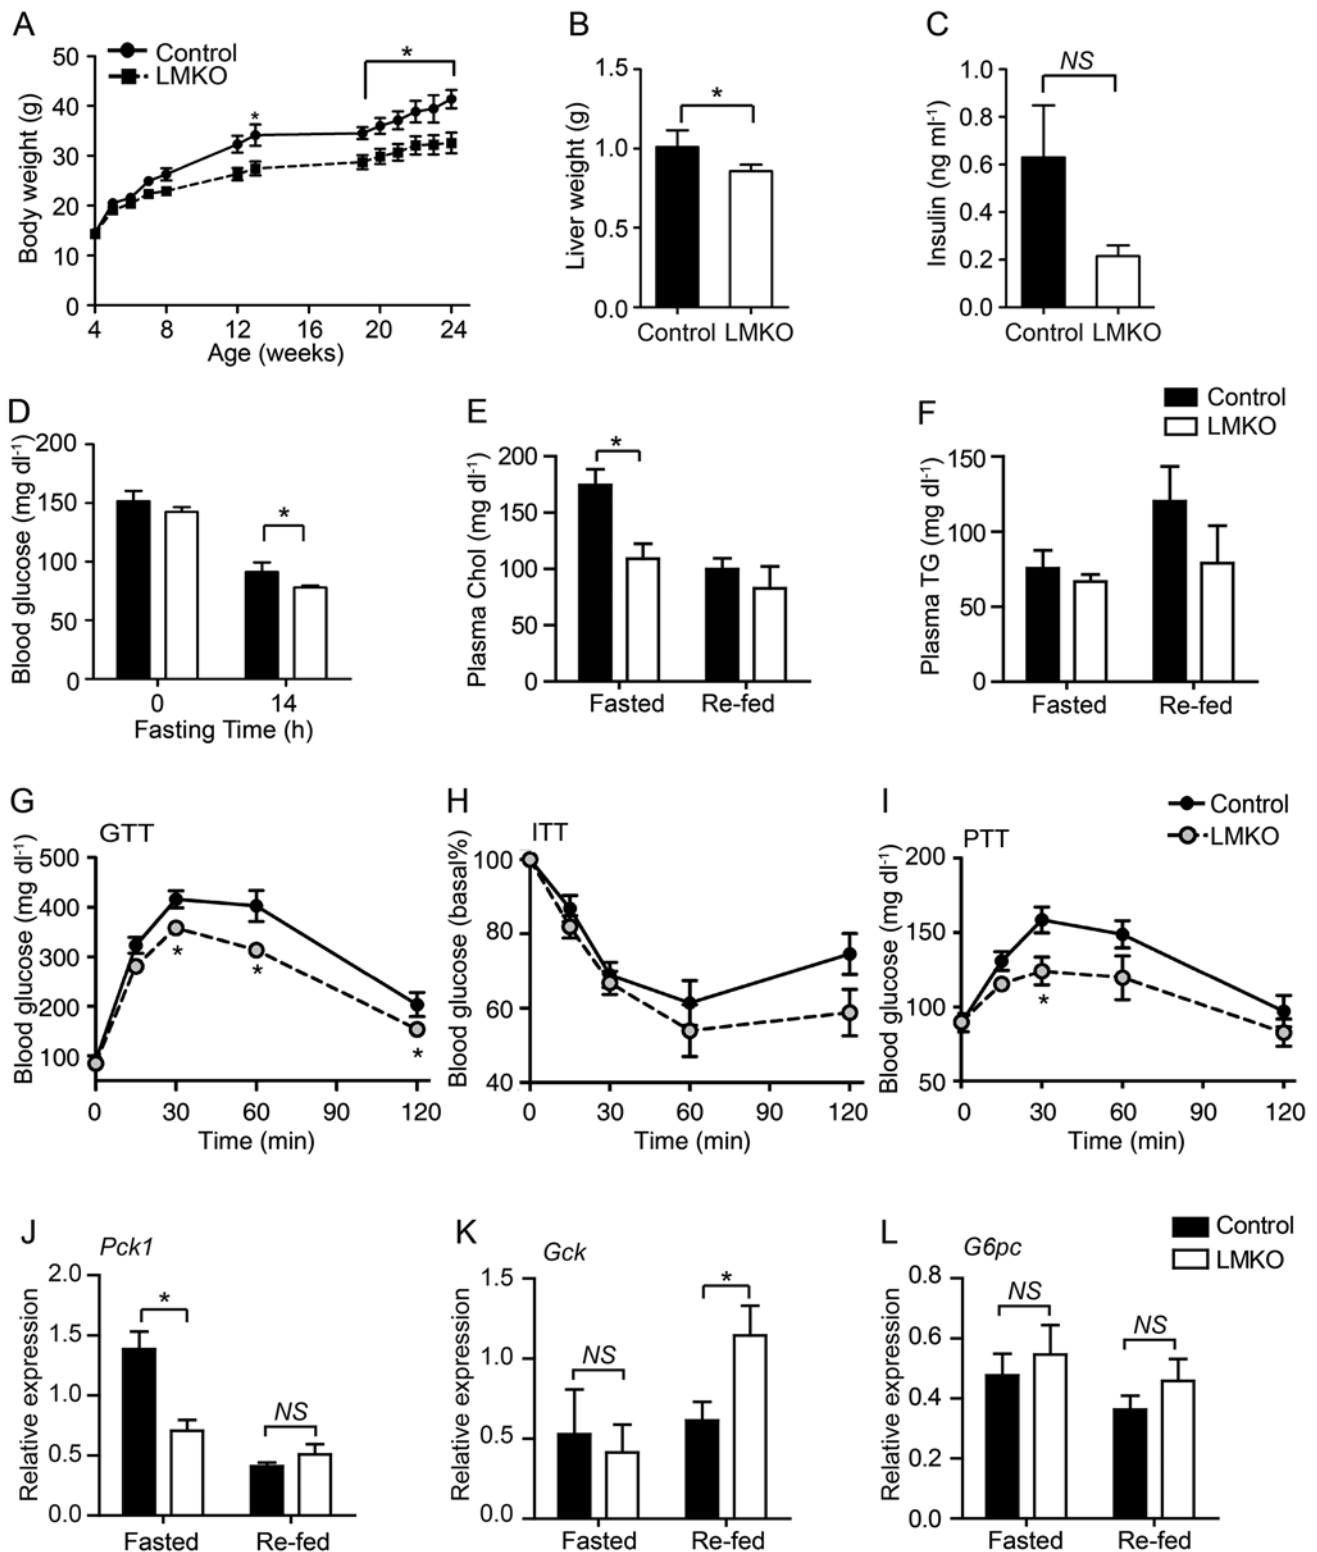 A
Control
LMKO
*
*
Body weight (g)
50
40
30
20
10
0
4 8 12 16 20 24
Age (weeks)
B
*
Liver weight (g)
1.5
1.0
0.5
0.0
Control LMKO
C
NS
Insulin (ng ml-1)
1.0
0.8
0.6
0.4
0.2
0.0
Control LMKO
D
*
Blood glucose (mg dl-1)
200
150
100
50
0
0 14
Fasting Time (h)
E
*
Plasma Chol (mg dl-1)
200
150
100
50
0
Fasted Re-fed
F
Control
LMKO
Plasma TG (mg dl-1)
150
100
50
0
Fasted Re-fed
G
GTT
Blood glucose (mg dl-1)
500
400
300
200
100
*
*
*
0 30 60 90 120
Time (min)
H
ITT
Blood glucose (basal%)
100
80
60
40
0 30 60 90 120
Time (min)
I
PTT
Control
LMKO
Blood glucose (mg dl-1)
200
150
100
50
*
0 30 60 90 120
Time (min)
J
Pck1
Relative expression
2.0
1.5
1.0
0.5
0.0
*
NS
Fasted Re-fed
K
Gck
Relative expression
1.5
1.0
0.5
0.0
NS
*
Fasted Re-fed
L
G6pc
Control
LMKO
Relative expression
0.8
0.6
0.4
0.2
0.0
NS
NS
Fasted Re-fed